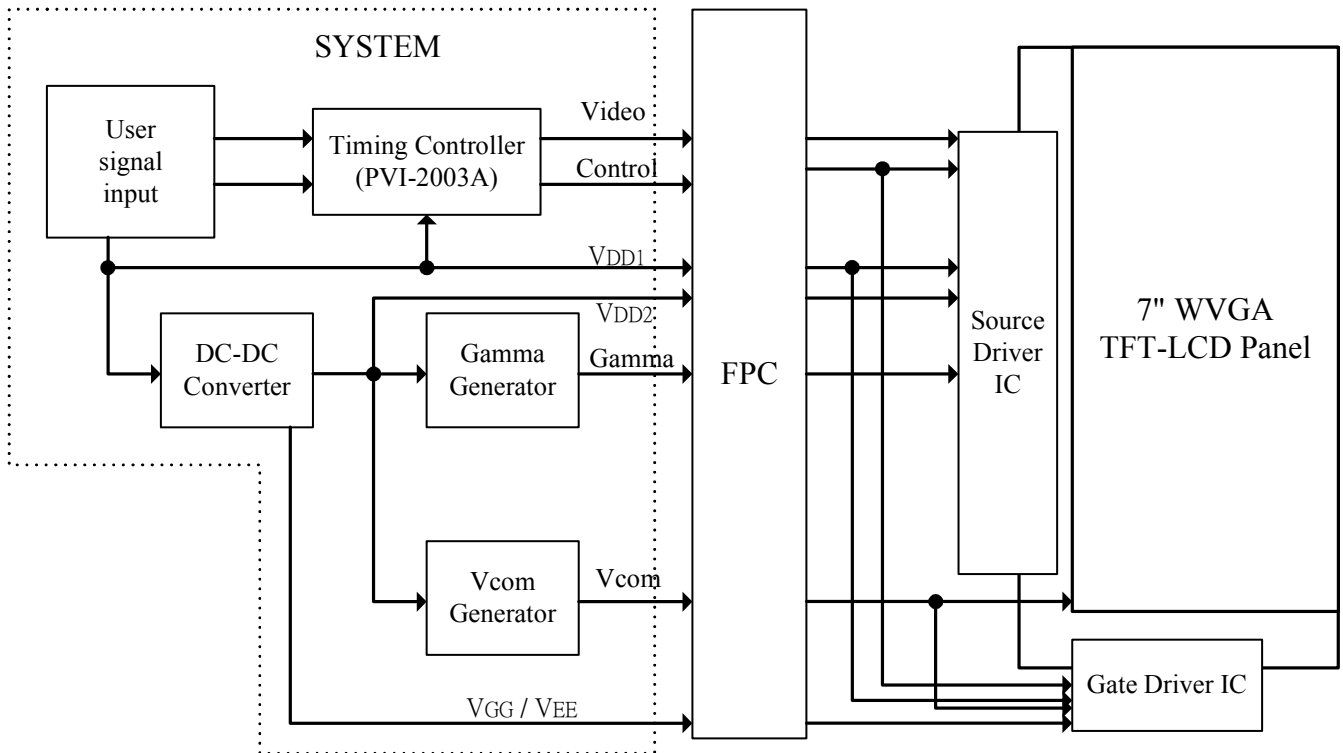 SYSTEM
User
signal
input
Timing Controller
(PVI-2003A)
Video
Control
VDD1
VDD2
DC-DC
Converter
Gamma
Generator
Gamma
Vcom
Generator
Vcom
VGG / VEE
FPC
Source
Driver
IC
7" WVGA
TFT-LCD Panel
Gate Driver IC